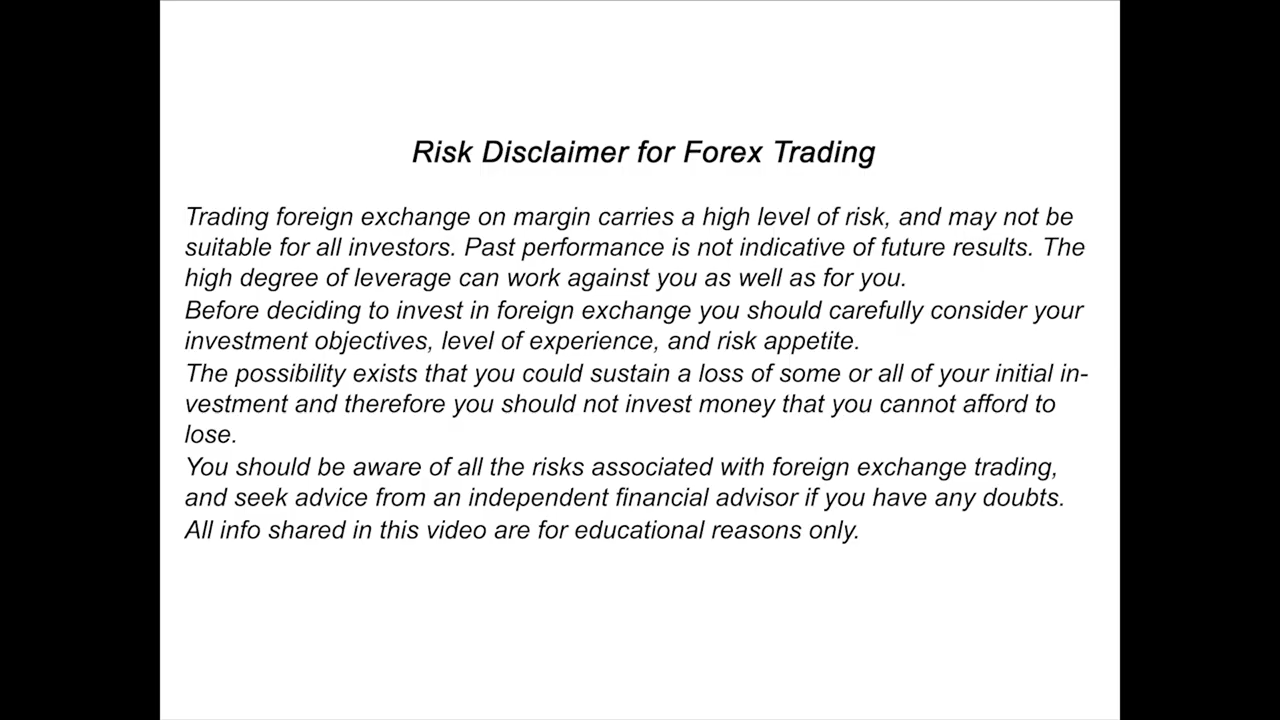 Risk Disclaimer for Forex Trading
Trading foreign exchange on margin carries a high level of risk, and may not be
suitable for all investors. Past performance is not indicative of future results. The
high degree of leverage can work against you as well as for you.
Before deciding to invest in foreign exchange you should carefully consider your
investment objectives, level of experience, and risk appetite.
The possibility exists that you could sustain a loss of some or all of your initial in-
vestment and therefore you should not invest money that you cannot afford to
lose.
You should be aware of all the risks associated with foreign exchange trading,
and seek advice from an independent financial advisor if you have any doubts.
All info shared in this video are for educational reasons only.